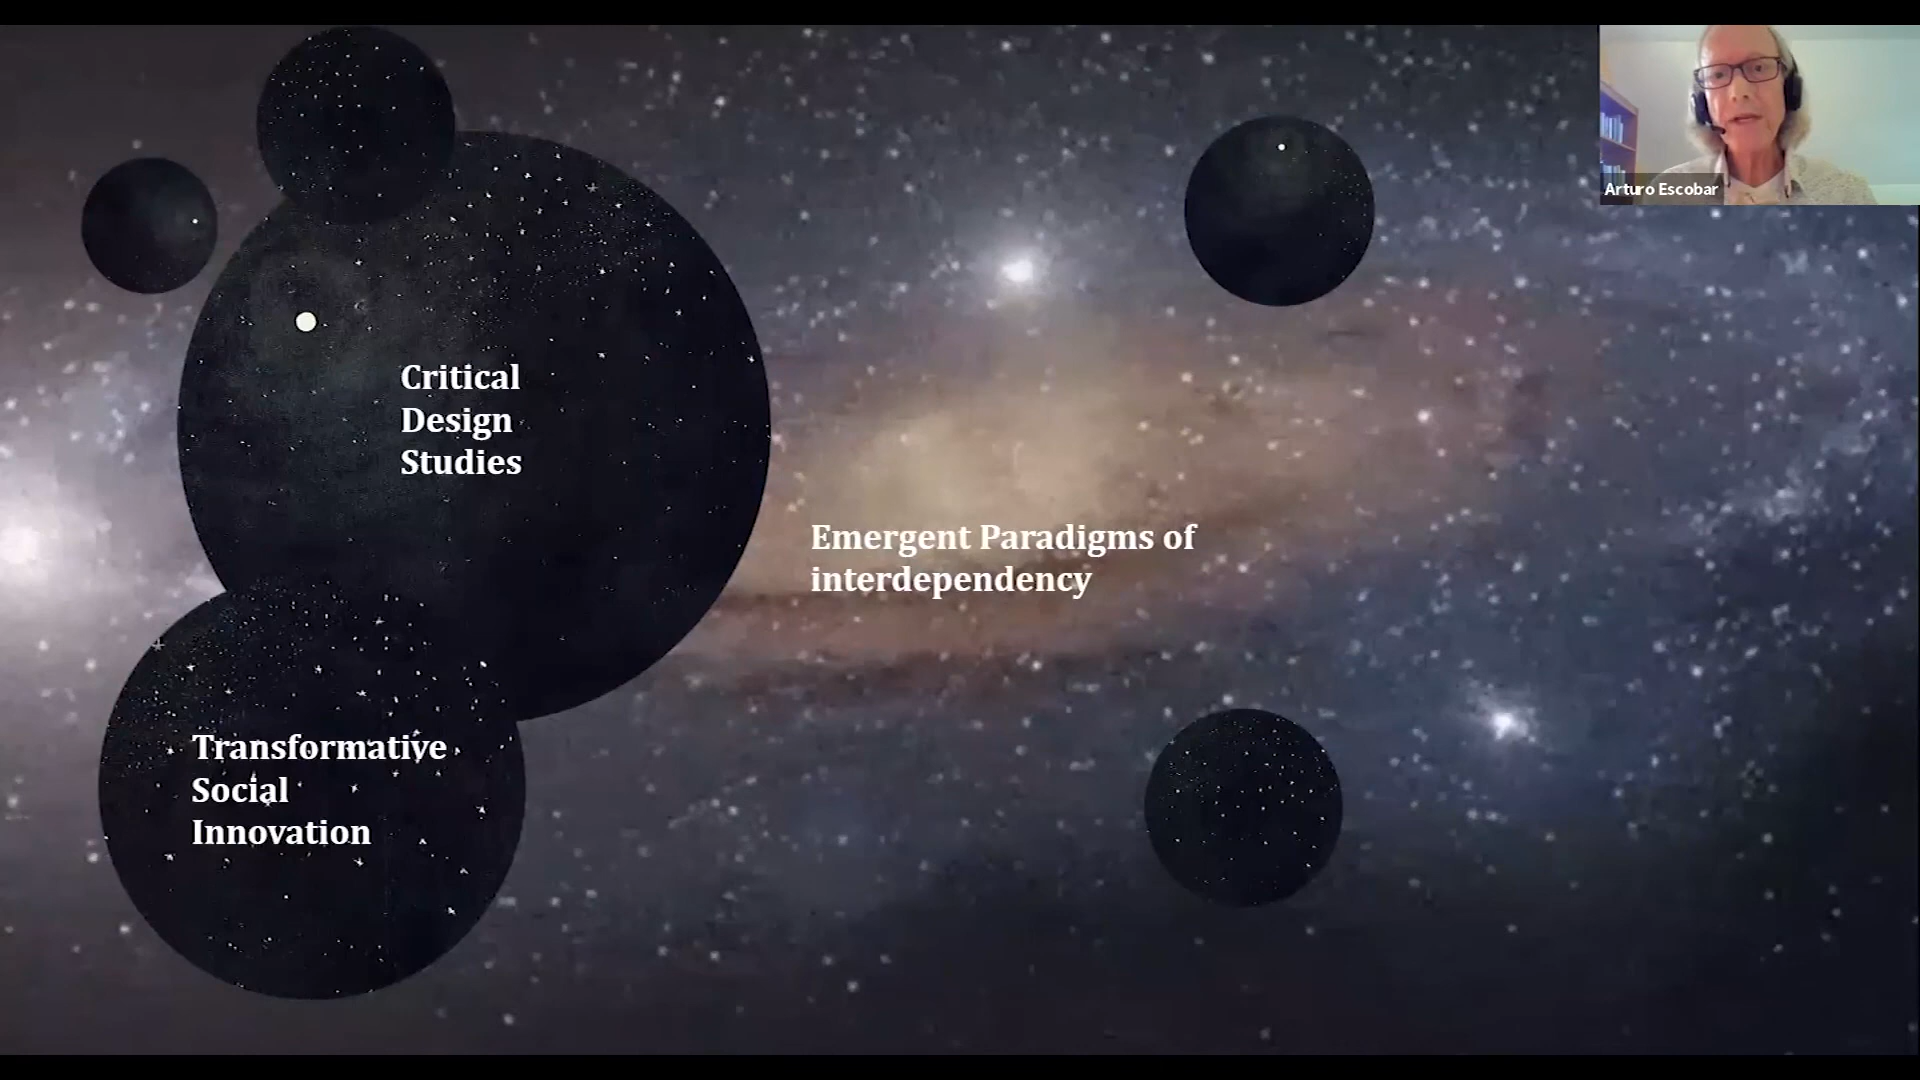 Arturo Escobar
Critical
Design
Studies
Emergent Paradigms of
interdependency
Transformative
Social
Innovation